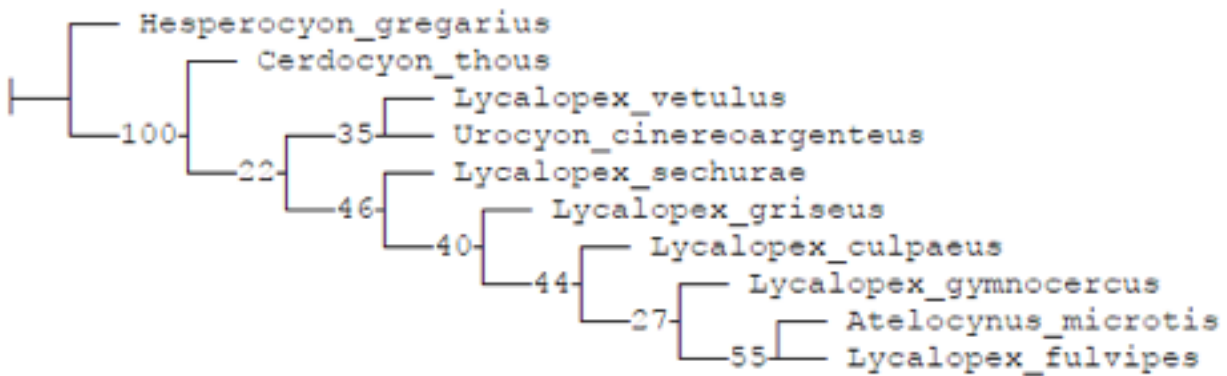 Hesperocyon_gregarius
Cerdocyon_thous
Lycalopex_vetulus
100 35 Urocyon_cinereoargenteus
22 Lycalopex_sechurae
46 Lycalopex_griseus
40 Lycalopex_culpaeus
44 Lycalopex_gymnocercus
27 Atelocynus_microtis
55 Lycalopex_fulvipes